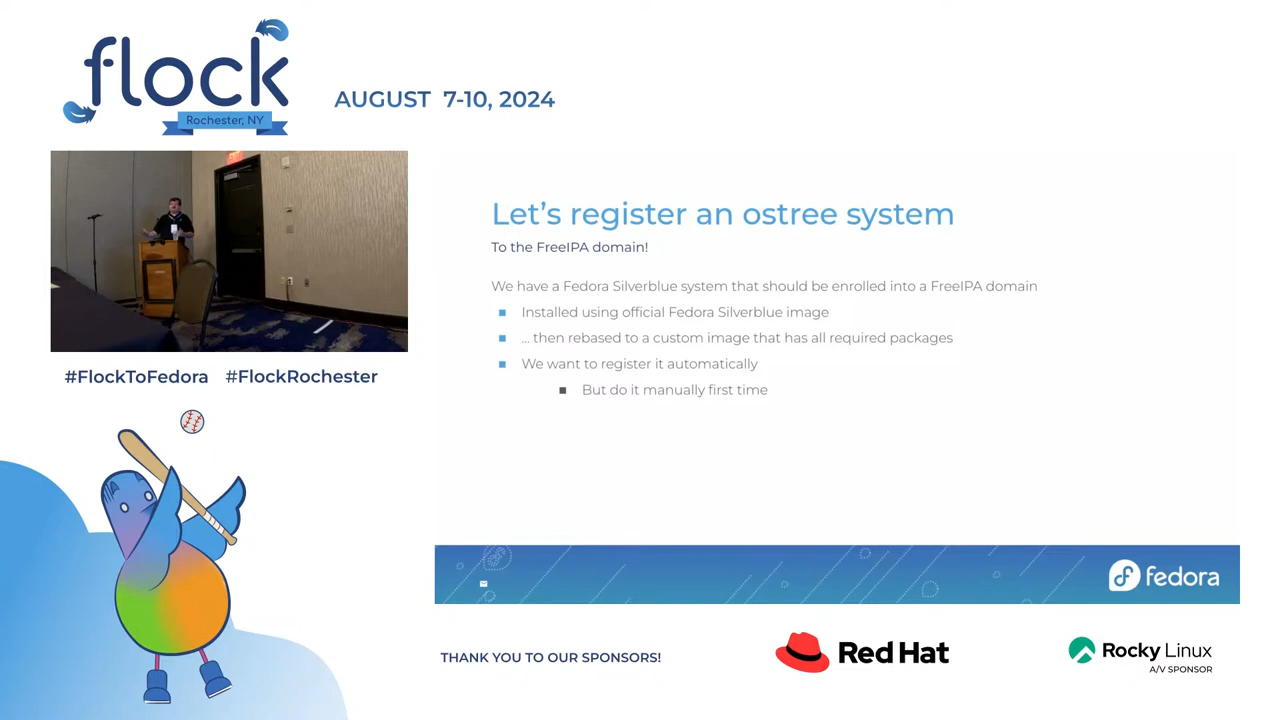 flock
Rochester, NY
AUGUST 7-10, 2024
#FlockToFedora #FlockRochester
Let's register an ostree system
To the FreeIPA domain!
We have a Fedora Silverblue system that should be enrolled into a FreeIPA domain
Installed using official Fedora Silverblue image
... then rebased to a custom image that has all required packages
We want to register it automatically
But do it manually first time
fedora
THANK YOU TO OUR SPONSORS!
Red Hat
Rocky Linux
A/V SPONSOR